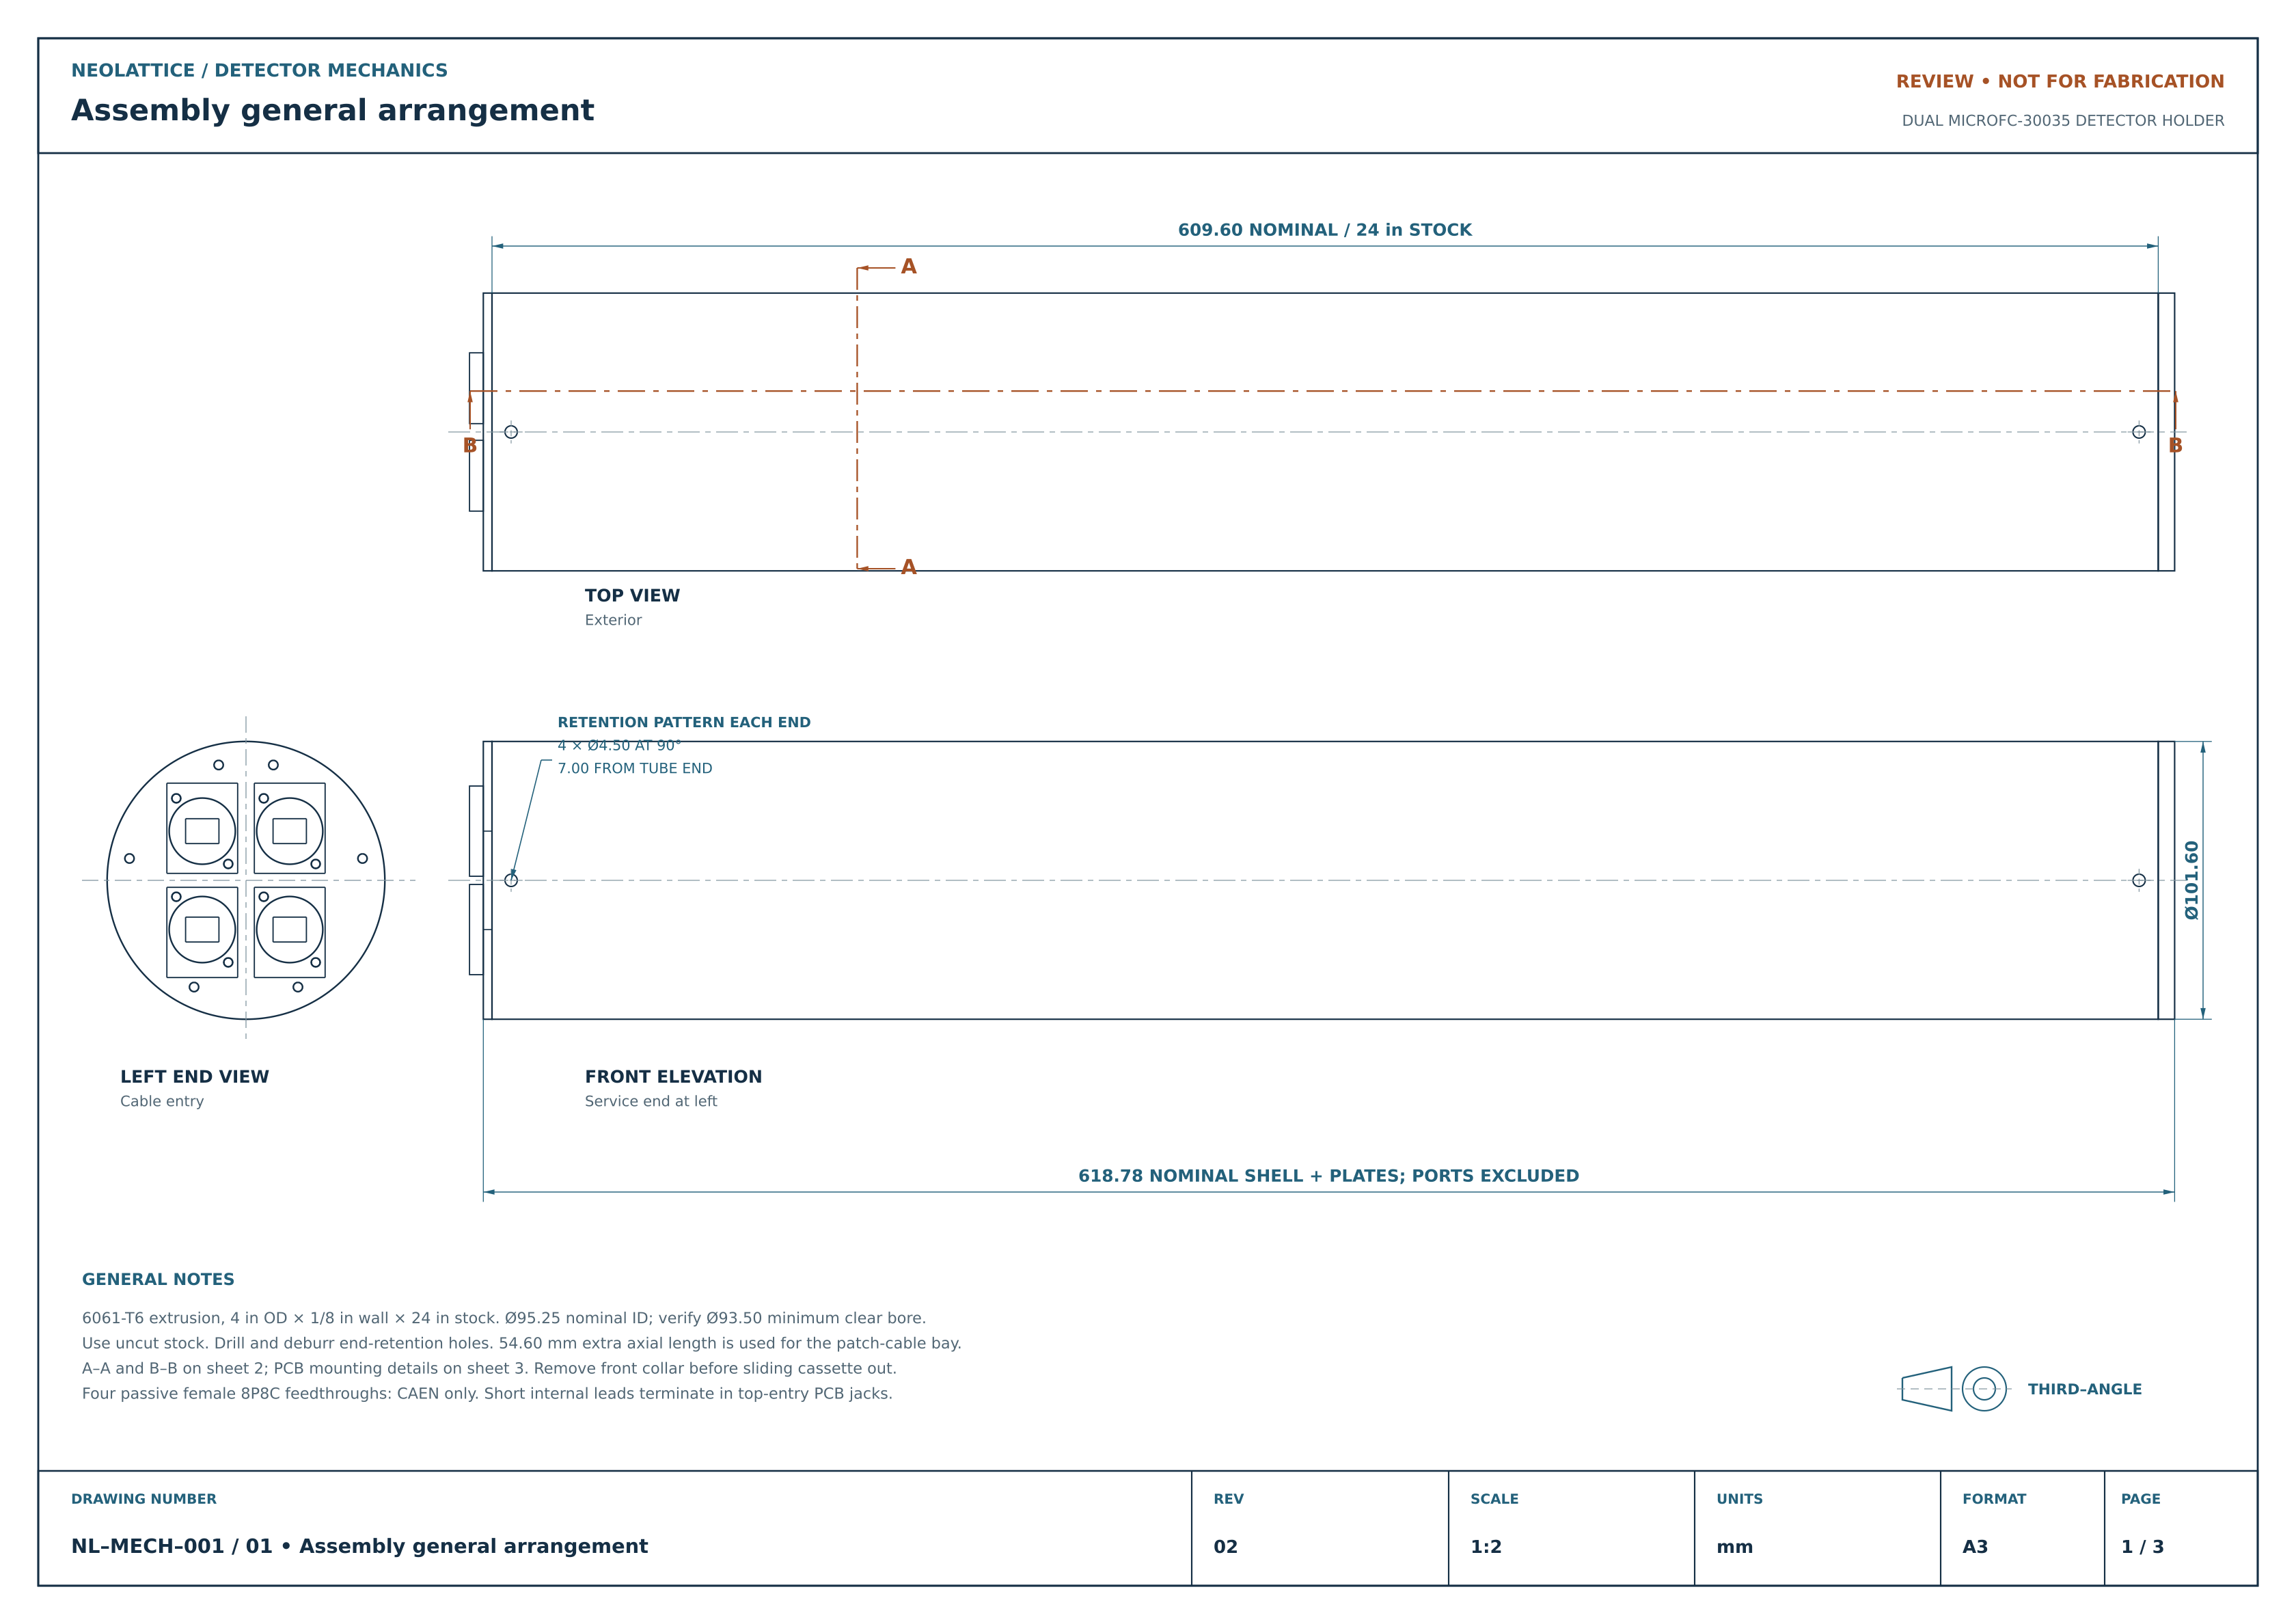 NEOLATTICE / DETECTOR MECHANICS
Assembly general arrangement
REVIEW • NOT FOR FABRICATION
DUAL MICROFC-30035 DETECTOR HOLDER
609.60 NOMINAL / 24 in STOCK
A
B
B
A
TOP VIEW
Exterior
RETENTION PATTERN EACH END
4 × Ø4.50 AT 90°
7.00 FROM TUBE END
Ø101.60
LEFT END VIEW
Cable entry
FRONT ELEVATION
Service end at left
618.78 NOMINAL SHELL + PLATES; PORTS EXCLUDED
GENERAL NOTES
6061-T6 extrusion, 4 in OD × 1/8 in wall × 24 in stock. Ø95.25 nominal ID; verify Ø93.50 minimum clear bore.
Use uncut stock. Drill and deburr end-retention holes. 54.60 mm extra axial length is used for the patch-cable bay.
A–A and B–B on sheet 2; PCB mounting details on sheet 3. Remove front collar before sliding cassette out.
Four passive female 8P8C feedthroughs: CAEN only. Short internal leads terminate in top-entry PCB jacks.
THIRD–ANGLE
DRAWING NUMBER
NL–MECH–001 / 01 • Assembly general arrangement
REV
02
SCALE
1:2
UNITS
mm
FORMAT
A3
PAGE
1 / 3